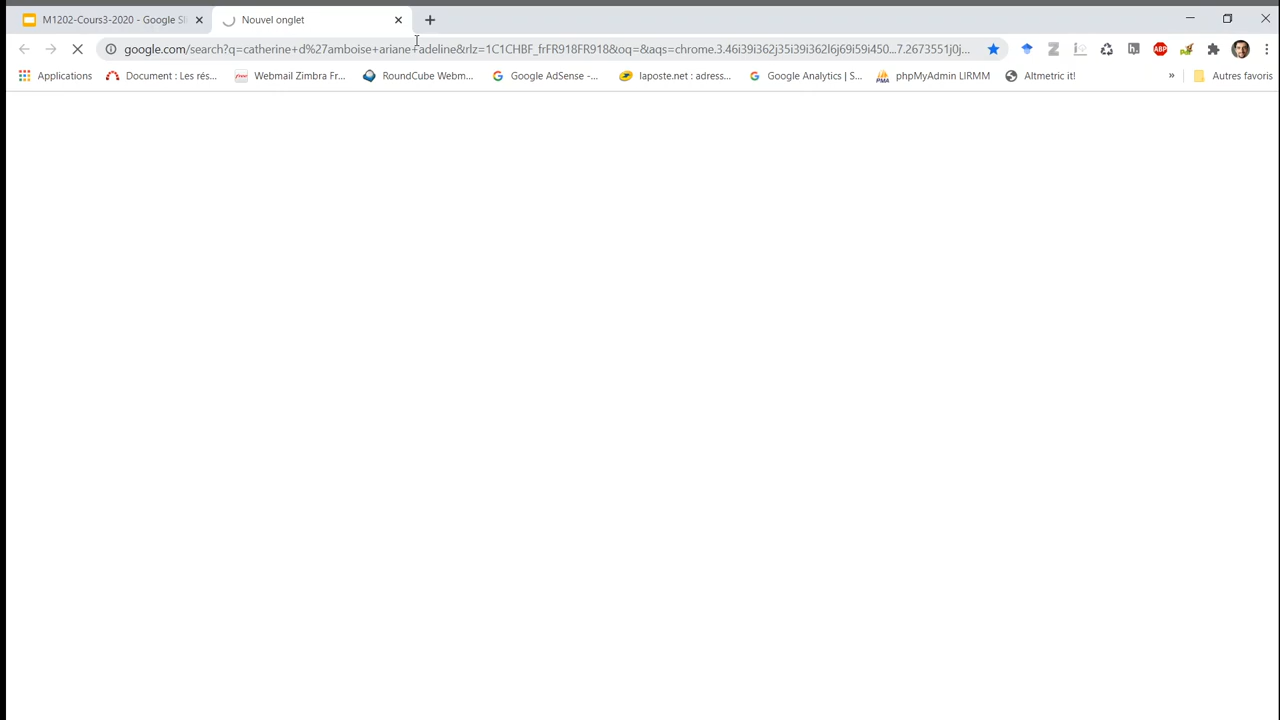 M1202-Cours3-2020 - Google Sli
Nouvel onglet
google.com/search?q=catherine+d%27amboise+ariane+adeline&rlz=1C1CHBF_frFR918FR918&oq=&aqs=chrome.3.46i39i362j35i39i362l6j69i59i450...7.2673551j0j...
Applications
Document : Les rés...
Webmail Zimbra Fr...
RoundCube Webm...
Google AdSense -...
laposte.net : adress...
Google Analytics | S...
phpMyAdmin LIRMM
Altmetric it!
»
Autres favoris